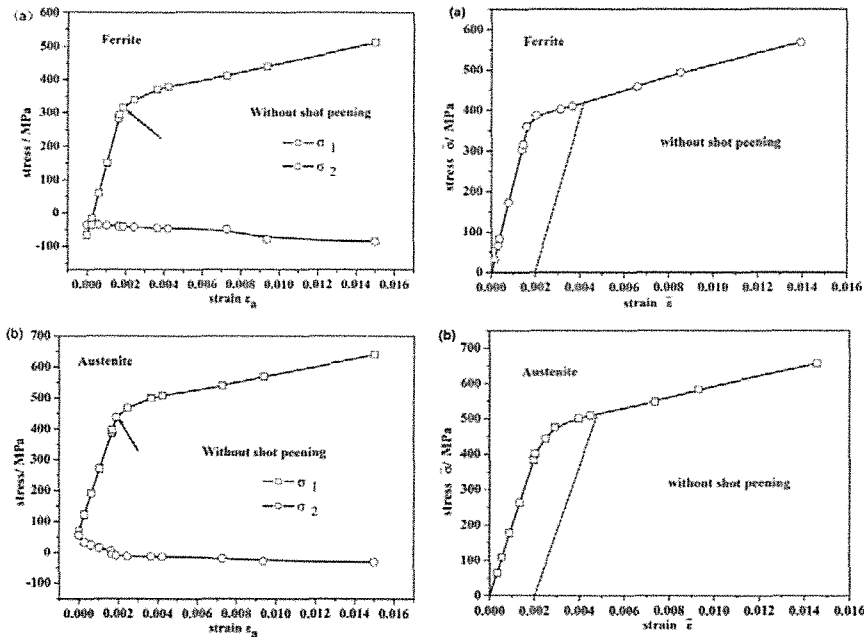 (a)
600
500
400
300
200
100
0
-100
stress / MPa
Ferrite
Without shot peening
σ 1
σ 2
0.000 0.002 0.004 0.006 0.008 0.010 0.012 0.014 0.016
strain εa
(a)
600
500
400
300
200
100
0
stress σ̄/ MPa
Ferrite
without shot peening
0.000 0.002 0.004 0.006 0.008 0.010 0.012 0.014 0.016
strain ε̄
(b)
700
600
500
400
300
200
100
0
-100
stress/ MPa
Austenite
Without shot peening
σ 1
σ 2
0.000 0.002 0.004 0.006 0.008 0.010 0.012 0.014 0.016
strain εa
(b)
700
600
500
400
300
200
100
0
stress σ̄/ MPa
Austenite
without shot peening
0.000 0.002 0.004 0.006 0.008 0.010 0.012 0.014 0.016
strain ε̄